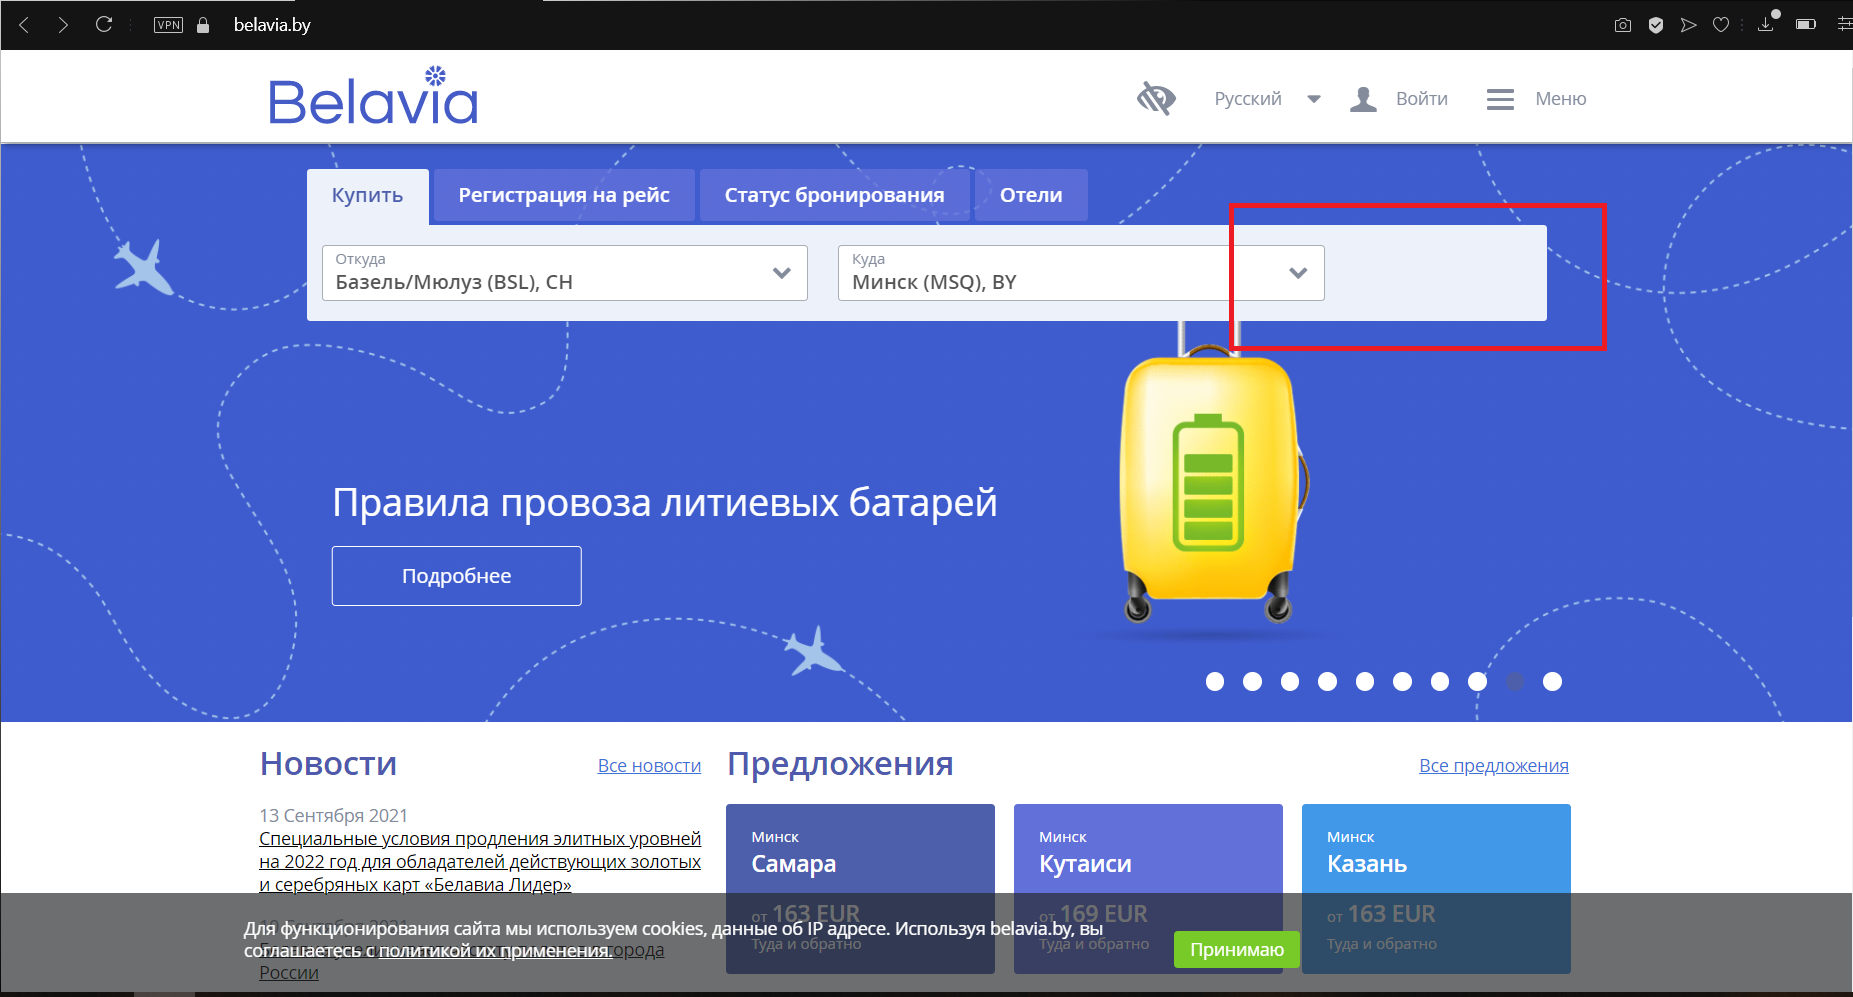 VPN
belavia.by
Belavia
Русский
Войти
Меню
Купить
Регистрация на рейс
Статус бронирования
Отели
Откуда
Базель/Мюлуз (BSL), CH
Куда
Минск (MSQ), BY
Правила провоза литиевых батарей
Подробнее
Новости
Все новости
13 Сентября 2021
Специальные условия продления элитных уровней
на 2022 год для обладателей действующих золотых
и серебряных карт «Белавиа Лидер»
России
Предложения
Все предложения
Минск
Самара
от 163 EUR
Туда и обратно
Минск
Кутаиси
от 169 EUR
Туда и обратно
Минск
Казань
от 163 EUR
Туда и обратно
Для функционирования сайта мы используем cookies, данные об IP адресе. Используя belavia.by, вы
соглашаетесь с политикой их применения.
Принимаю